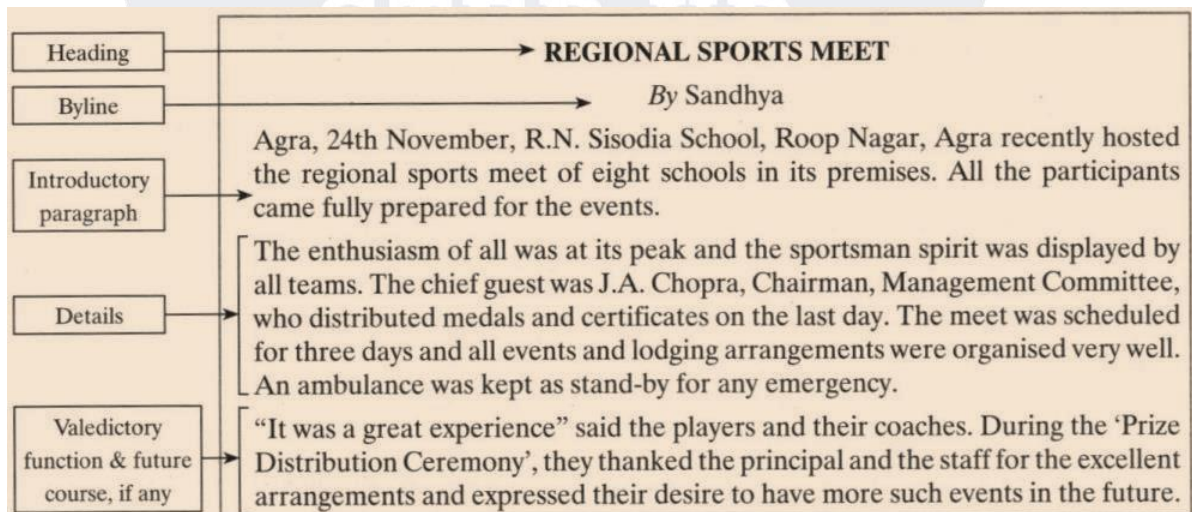 Heading
REGIONAL SPORTS MEET
Byline
By Sandhya
Introductory
paragraph
Agra, 24th November, R.N. Sisodia School, Roop Nagar, Agra recently hosted
the regional sports meet of eight schools in its premises. All the participants
came fully prepared for the events.
Details
The enthusiasm of all was at its peak and the sportsman spirit was displayed by
all teams. The chief guest was J.A. Chopra, Chairman, Management Committee,
who distributed medals and certificates on the last day. The meet was scheduled
for three days and all events and lodging arrangements were organised very well.
An ambulance was kept as stand-by for any emergency.
Valedictory
function & future
course, if any
“It was a great experience” said the players and their coaches. During the ‘Prize
Distribution Ceremony’, they thanked the principal and the staff for the excellent
arrangements and expressed their desire to have more such events in the future.